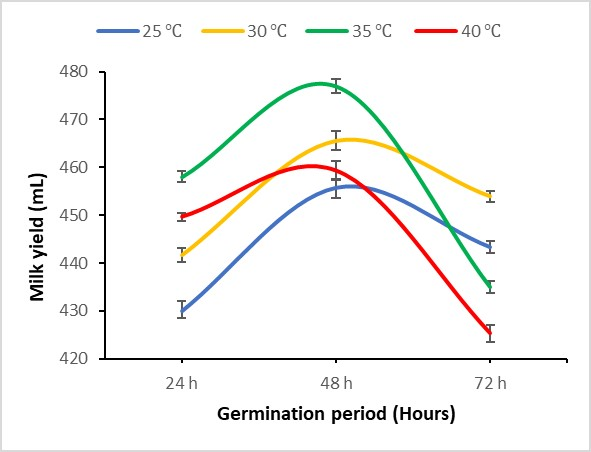 25 °C 30 °C 35 °C 40 °C
480
470
460
450
440
430
420
Milk yield (mL)
24 h 48 h 72 h
Germination period (Hours)